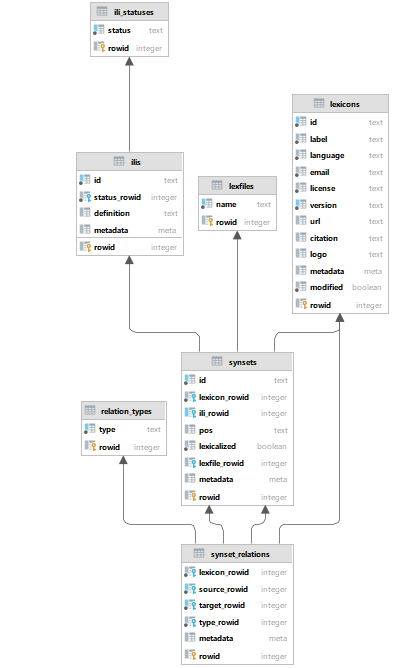 ili_statuses
status text
rowid integer
lexicons
id text
label text
language text
email text
license text
version text
url text
citation text
logo text
metadata meta
modified boolean
rowid integer
ilis
id text
status_rowid integer
definition text
metadata meta
rowid integer
lexfiles
name text
rowid integer
synsets
id text
lexicon_rowid integer
ili_rowid integer
pos text
lexicalized boolean
lexfile_rowid integer
metadata meta
rowid integer
relation_types
type text
rowid integer
synset_relations
lexicon_rowid integer
source_rowid integer
target_rowid integer
type_rowid integer
metadata meta
rowid integer